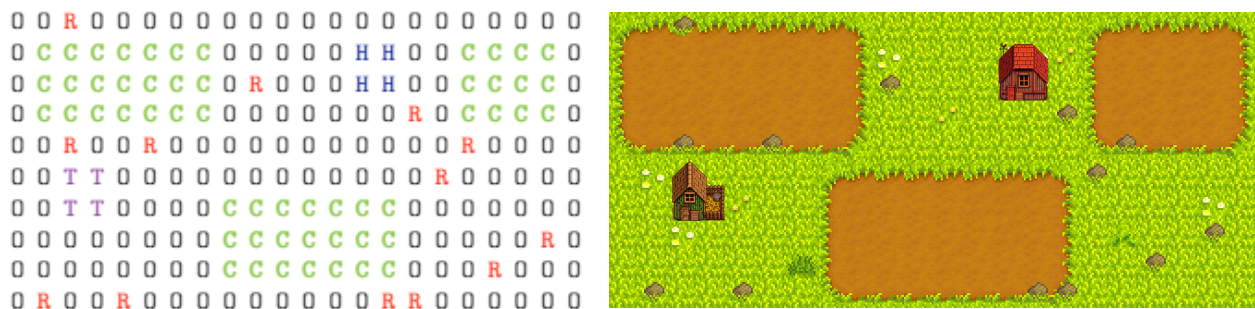 0 0 R 0 0 0 0 0 0 0 0 0 0 0 0 0 0 0 0 0 0 0
0 C C C C C C C 0 0 0 0 0 H H 0 0 C C C C 0
0 C C C C C C C 0 R 0 0 0 H H 0 0 C C C C 0
0 C C C C C C C 0 0 0 0 0 0 0 R 0 C C C C 0
0 0 R 0 0 R 0 0 0 0 0 0 0 0 0 0 0 R 0 0 0 0
0 0 T T 0 0 0 0 0 0 0 0 0 0 0 0 R 0 0 0 0 0
0 0 T T 0 0 0 0 C C C C C C C 0 0 0 0 0 0 0
0 0 0 0 0 0 0 0 C C C C C C C 0 0 0 0 0 R 0
0 0 0 0 0 0 0 0 C C C C C C C 0 0 0 R 0 0 0
0 R 0 0 R 0 0 0 0 0 0 0 0 0 R R 0 0 0 0 0 0